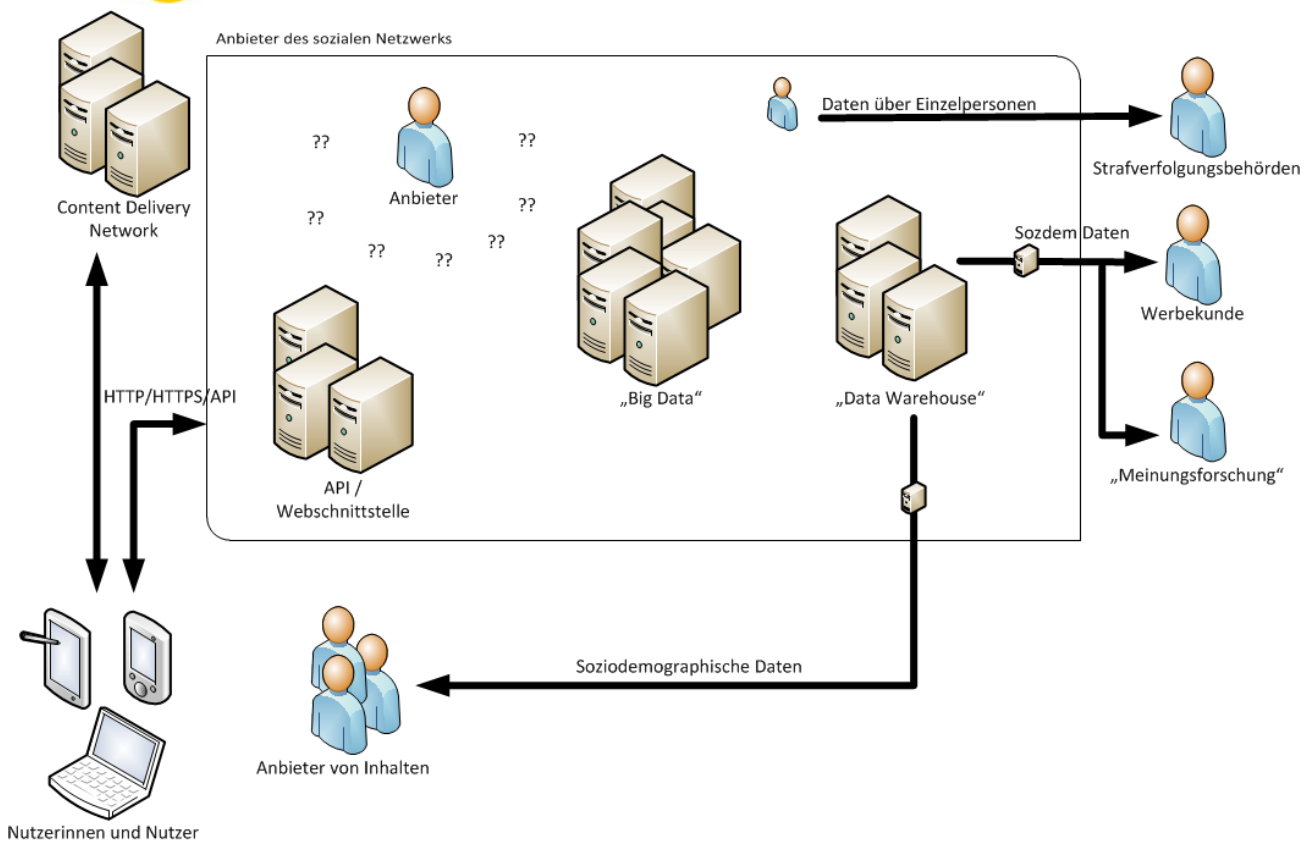 Anbieter des sozialen Netzwerks
Content Delivery
Network
Anbieter
??
??
??
??
??
??
??
Daten über Einzelpersonen
Strafverfolgungsbehörden
Sozdem Daten
Werbekunde
„Big Data“
„Data Warehouse“
„Meinungsforschung“
HTTP/HTTPS/API
API /
Webschnittstelle
Soziodemographische Daten
Anbieter von Inhalten
Nutzerinnen und Nutzer